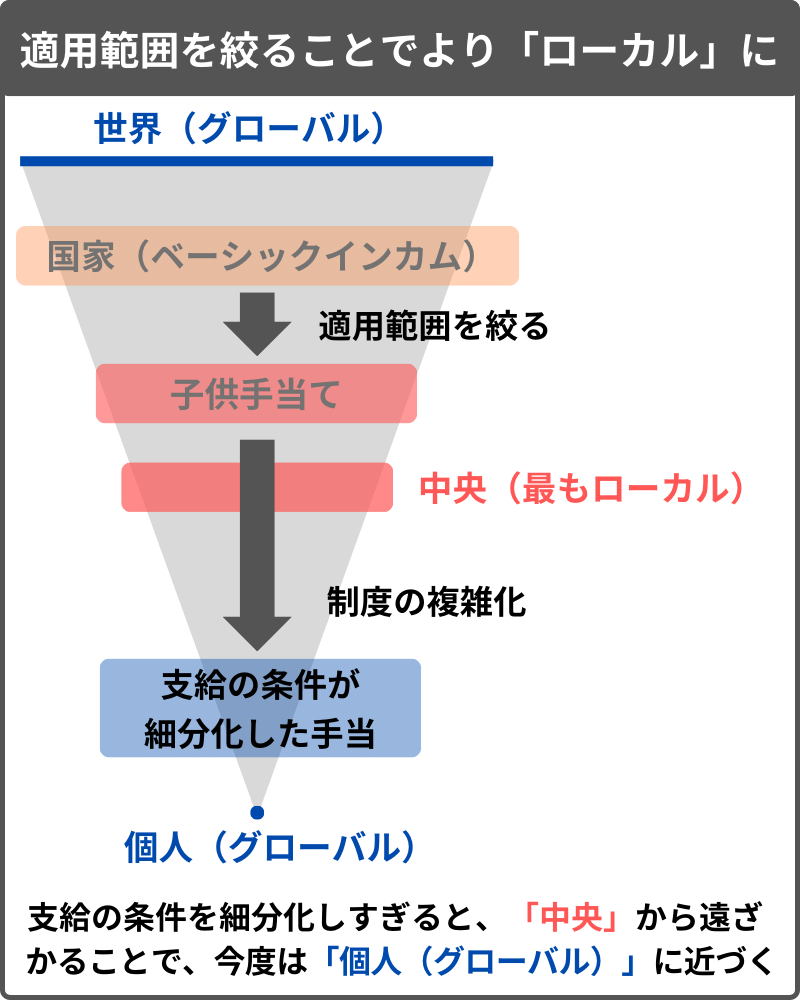 適用範囲を絞ることでより「ローカル」に
世界（グローバル）
国家（ベーシックインカム）
適用範囲を絞る
子供手当て
中央（最もローカル）
制度の複雑化
支給の条件が
細分化した手当
個人（グローバル）
支給の条件を細分化しすぎると、「中央」から遠ざ
かることで、今度は「個人（グローバル）」に近づく